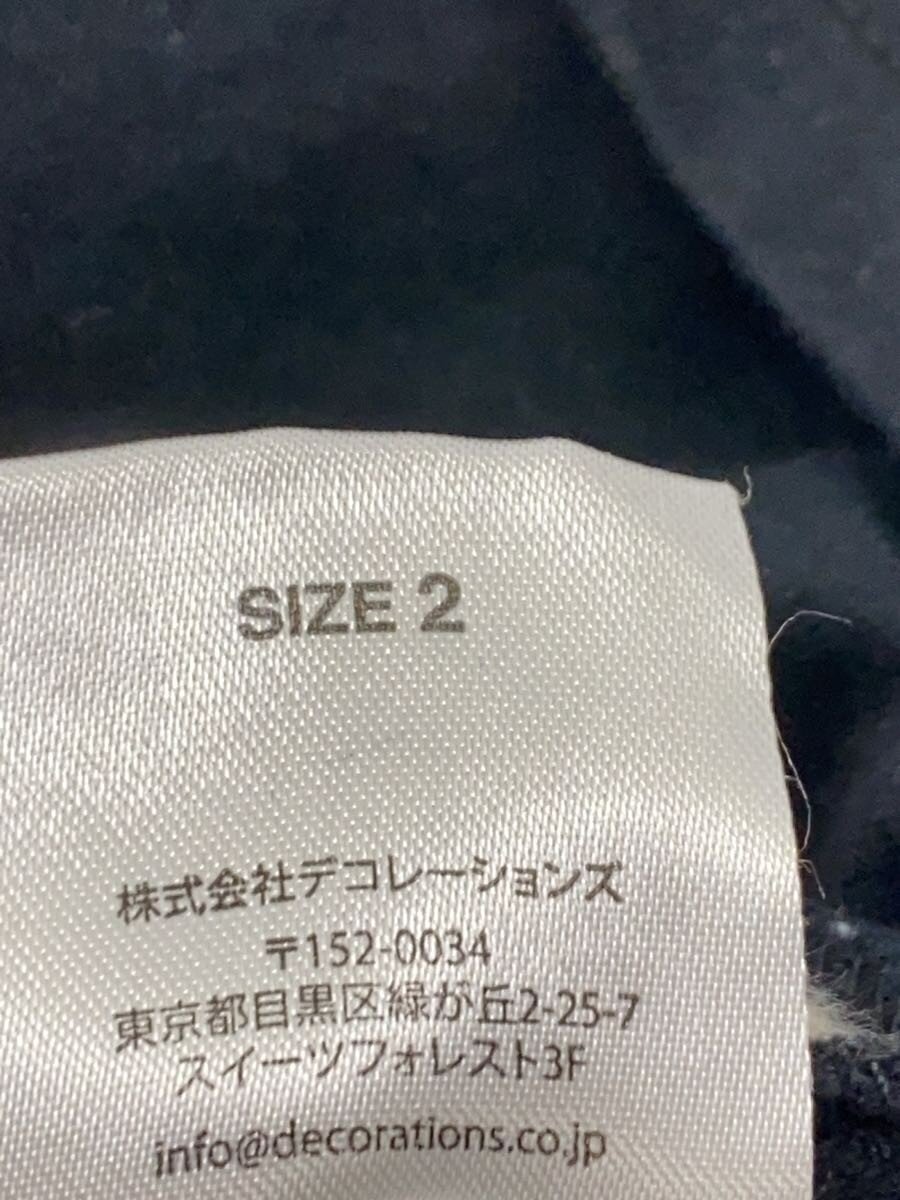 SIZE 2
株式会社デコレーションズ
〒152-0034
東京都目黒区緑が丘2-25-7
スイーツフォレスト3F
info@decorations.co.jp